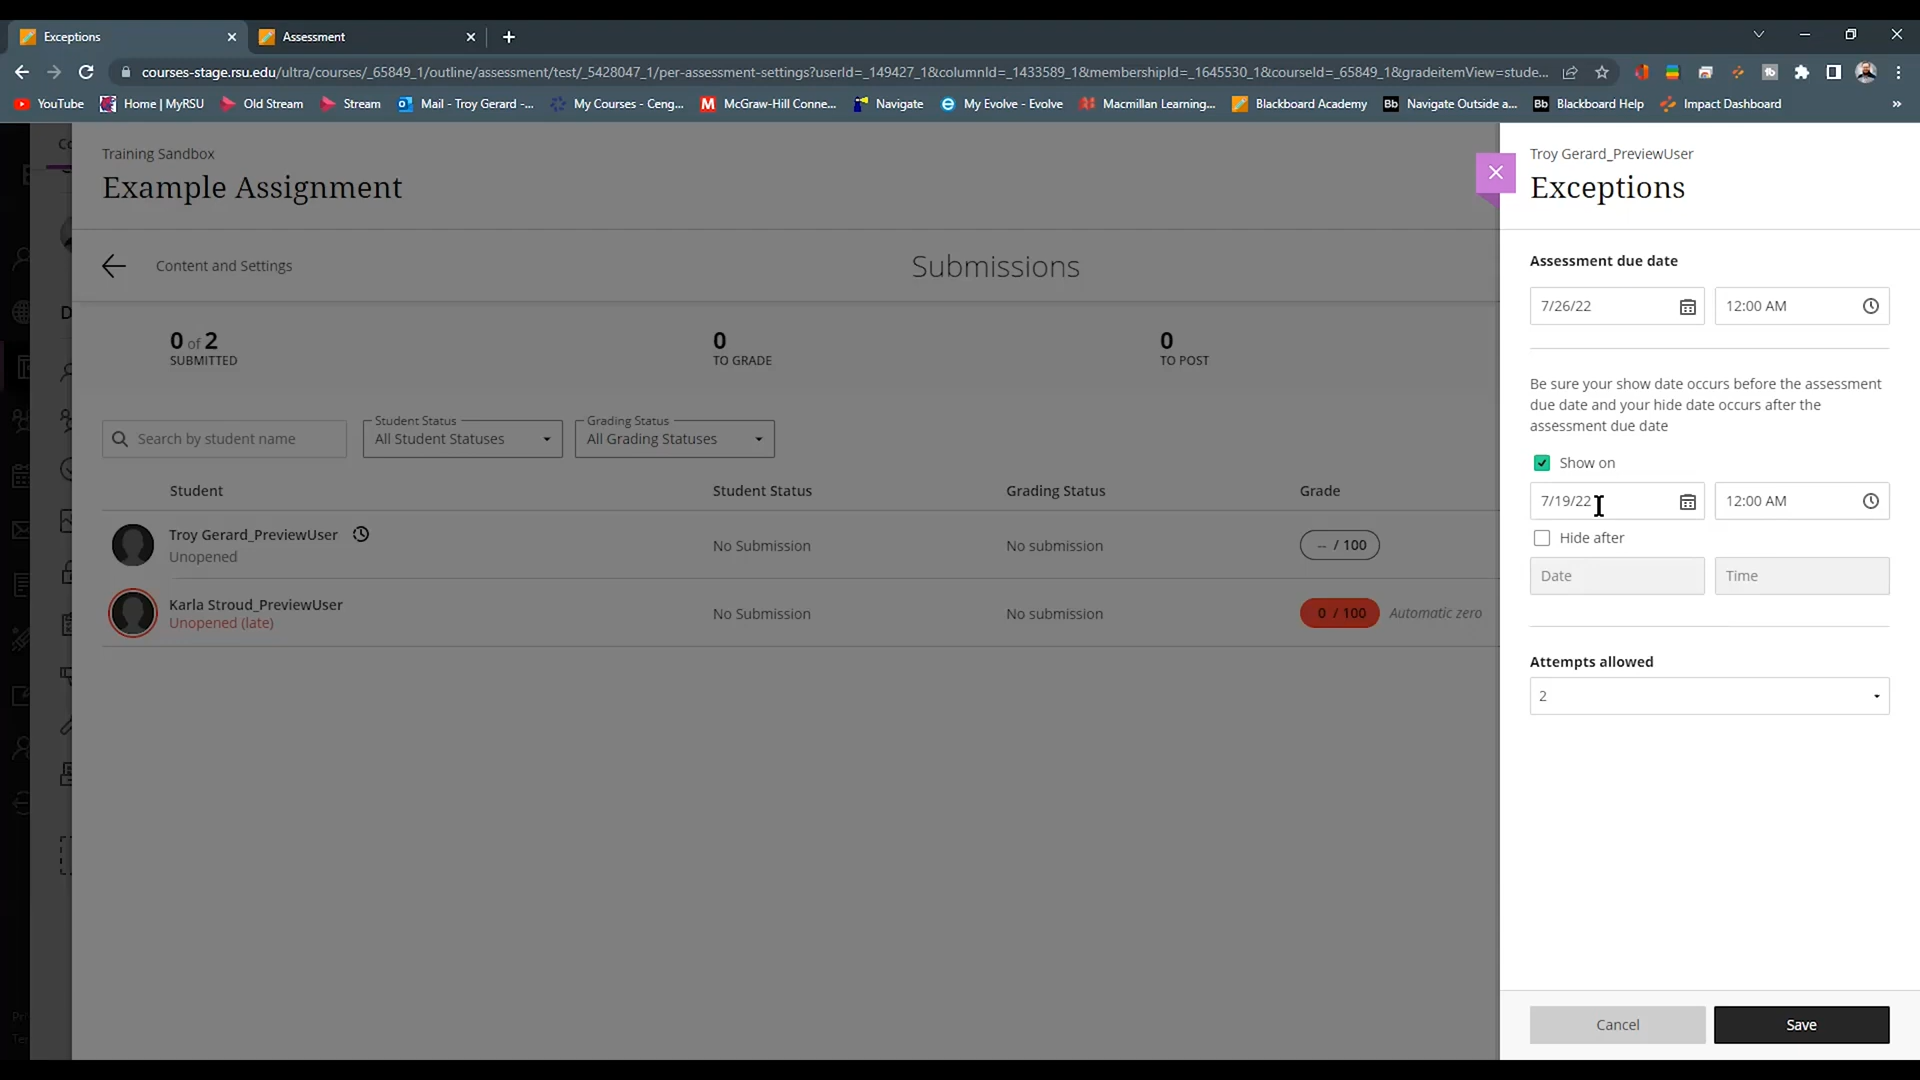 Exceptions
Assessment
courses-stage.rsu.edu/ultra/courses/_65849_1/outline/assessment/test/_5428047_1/per-assessment-settings?userId=_149427_1&columnId=_1433589_1&membershipId=_1645530_1&courseId=_65849_1&gradeitemView=stude...
YouTube Home | MyRSU Old Stream Stream Mail - Troy Gerard -... My Courses - Ceng... McGraw-Hill Conne... Navigate My Evolve - Evolve Macmillan Learning... Blackboard Academy Bb Navigate Outside a... Bb Blackboard Help Impact Dashboard »
Training Sandbox
Example Assignment
Content and Settings
Submissions
0 of 2
SUBMITTED
0
TO GRADE
0
TO POST
Search by student name
Student Status
All Student Statuses
Grading Status
All Grading Statuses
Student Student Status Grading Status Grade
Troy Gerard_PreviewUser
Unopened
No Submission No submission -- / 100
Karla Stroud_PreviewUser
Unopened (late)
No Submission No submission 0 / 100 Automatic zero
Troy Gerard_PreviewUser
Exceptions
Assessment due date
7/26/22 12:00 AM
Be sure your show date occurs before the assessment
due date and your hide date occurs after the
assessment due date
Show on
7/19/22 12:00 AM
Hide after
Date Time
Attempts allowed
2
Cancel Save